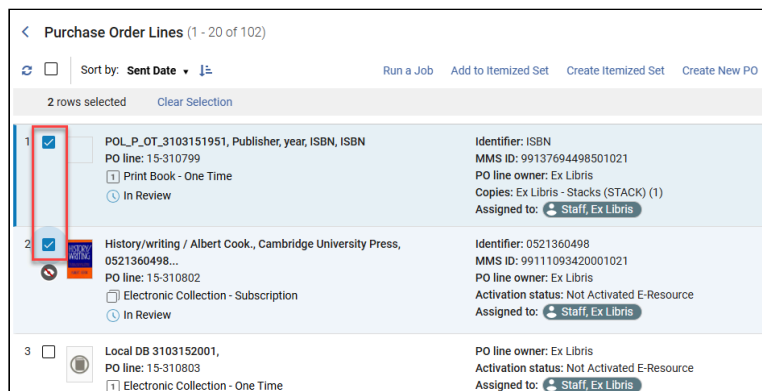 Purchase Order Lines (1 - 20 of 102)
Sort by: Sent Date Run a Job Add to Itemized Set Create Itemized Set Create New PO
2 rows selected Clear Selection
1 POL_P_OT_3103151951, Publisher, year, ISBN, ISBN
PO line: 15-310799
1 Print Book - One Time
In Review
Identifier: ISBN
MMS ID: 99137694498501021
PO line owner: Ex Libris
Copies: Ex Libris - Stacks (STACK) (1)
Assigned to: Staff, Ex Libris
2 History/writing / Albert Cook., Cambridge University Press,
0521360498...
PO line: 15-310802
Electronic Collection - Subscription
In Review
HISTORY/
WRITING
Identifier: 0521360498
MMS ID: 99111093420001021
PO line owner: Ex Libris
Activation status: Not Activated E-Resource
Assigned to: Staff, Ex Libris
3 Local DB 3103152001,
PO line: 15-310803
1 Electronic Collection - One Time
PO line owner: Ex Libris
Activation status: Not Activated E-Resource
Assigned to: Staff, Ex Libris